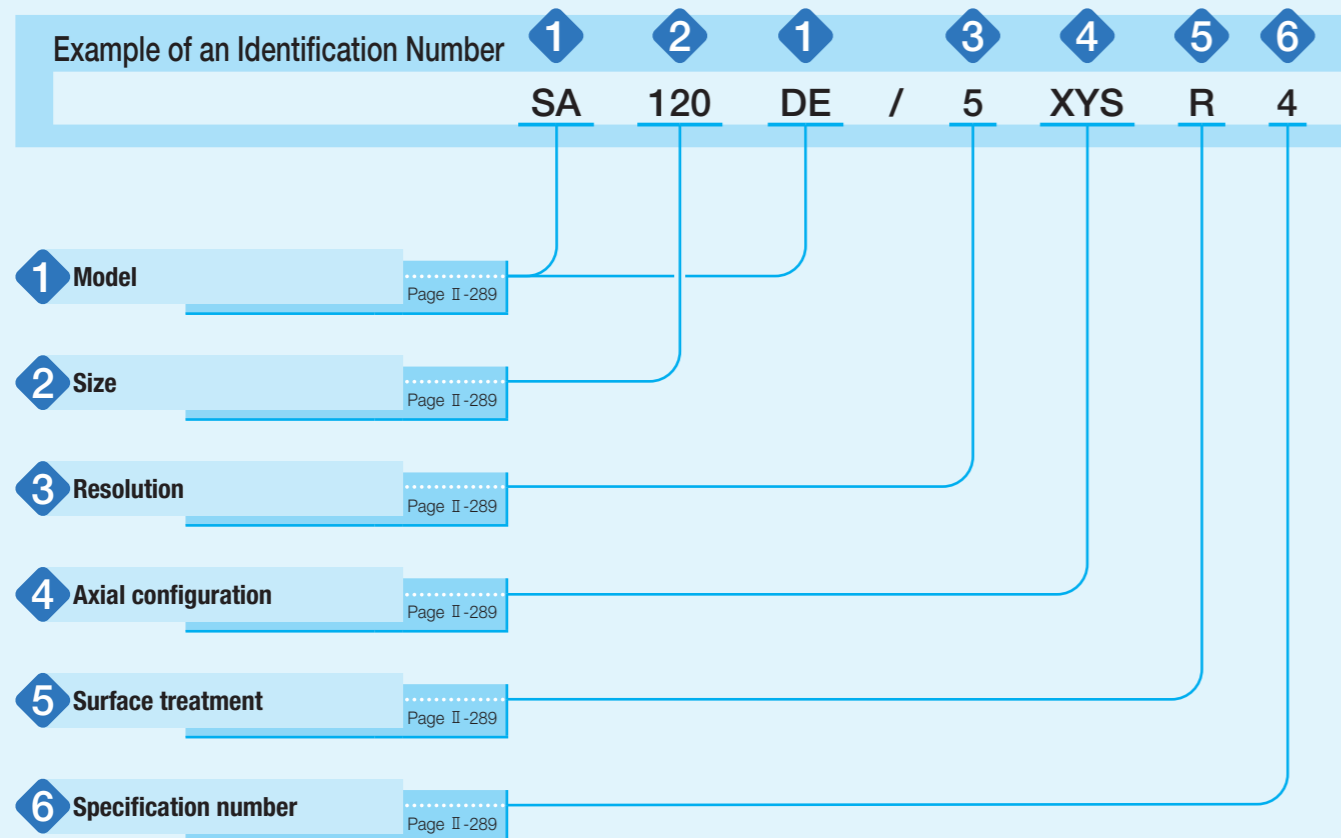 1 2 1 3 4 5 6
Example of an Identification Number
SA 120 DE / 5 XYS R 4
1 Model
Page Ⅱ-289
2 Size
Page Ⅱ-289
3 Resolution
Page Ⅱ-289
4 Axial configuration
Page Ⅱ-289
5 Surface treatment
Page Ⅱ-289
6 Specification number
Page Ⅱ-289